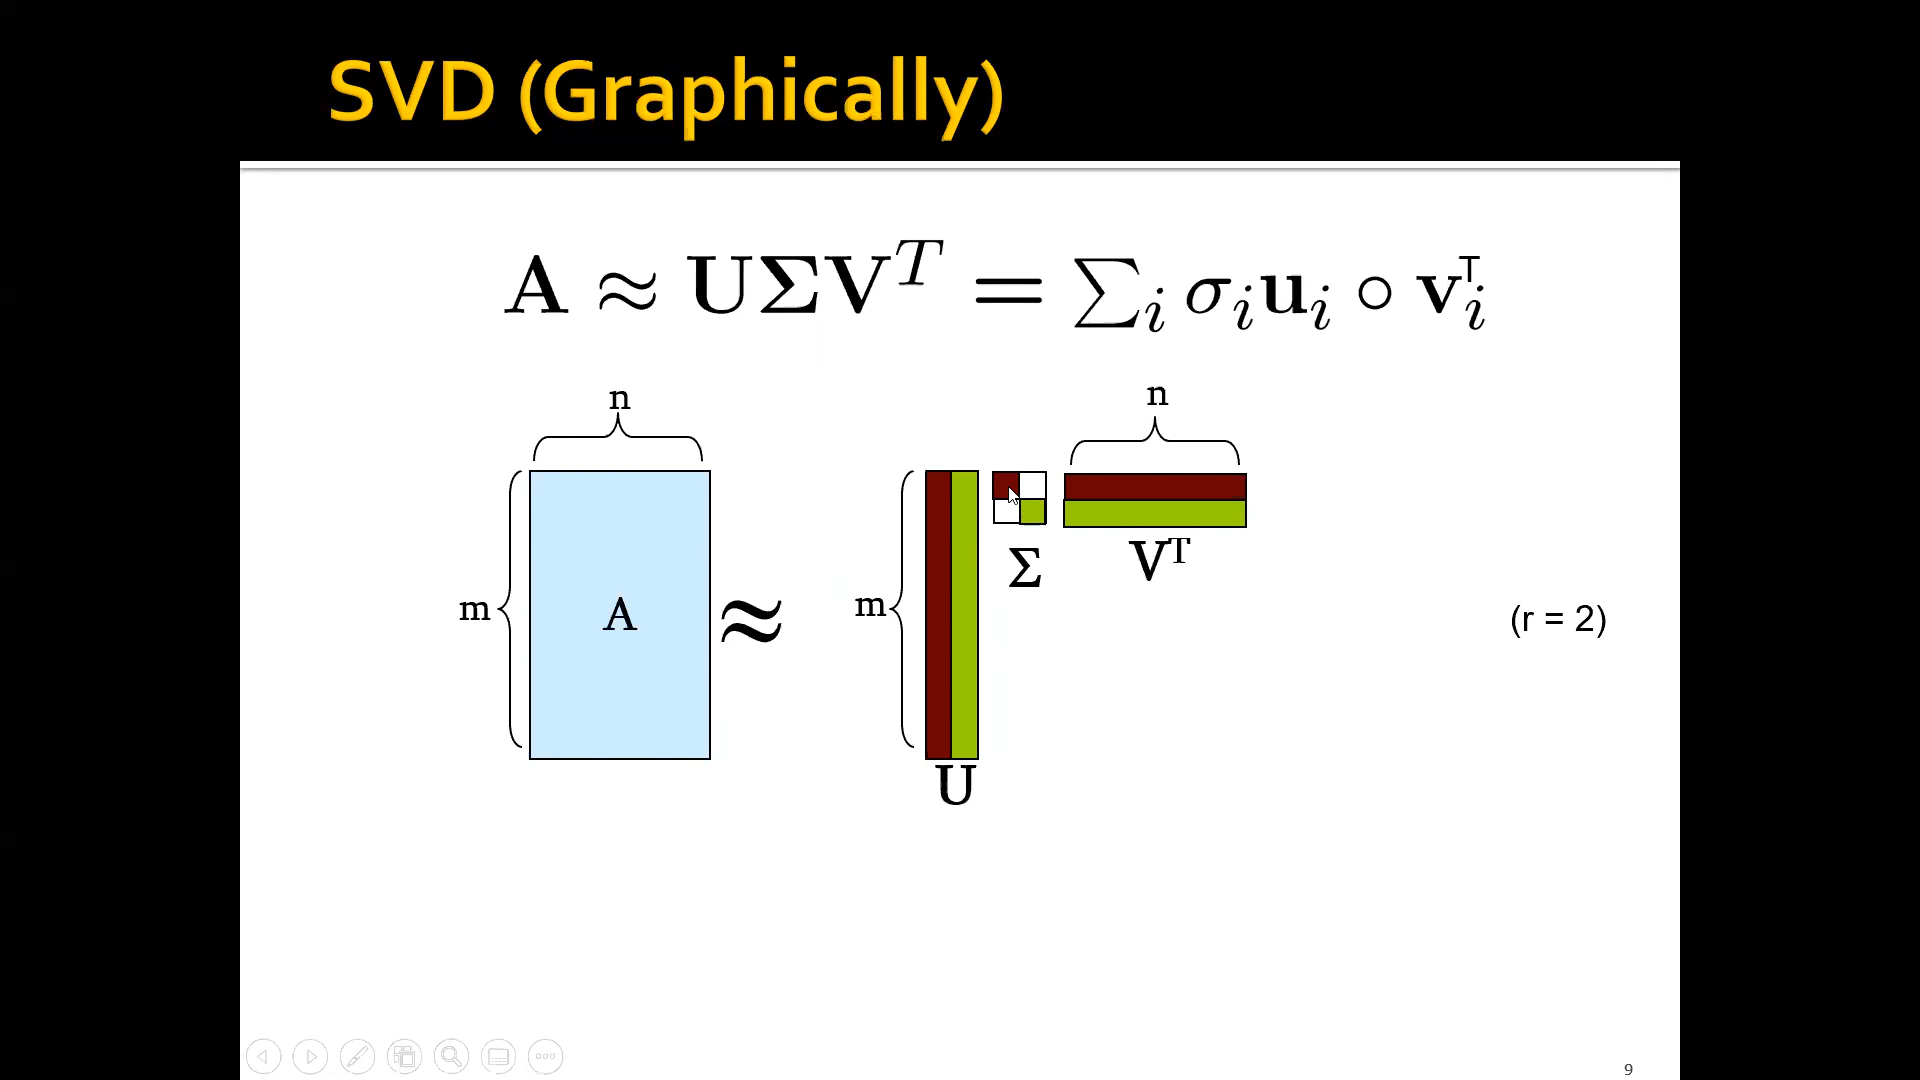 SVD (Graphically)
A ≈ UΣV^T = ∑_i σ_i u_i ∘ v_i^T
n
n
m
A
≈
m
Σ
V^T
(r = 2)
U
9